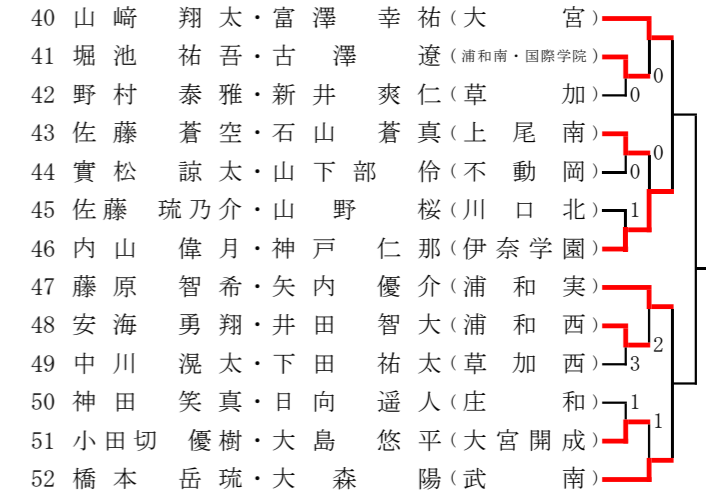 40 山﨑 翔太・富澤 幸祐(大宮)
41 堀池 祐吾・古澤 遼(浦和南・国際学院)
0
42 野村 泰雅・新井 爽仁(草加)
0
43 佐藤 蒼空・石山 蒼真(上尾南)
0
44 實松 諒太・山下部 伶(不動岡)
0
45 佐藤 琉乃介・山野 桜(川口北)
1
46 内山 偉月・神戸 仁那(伊奈学園)
47 藤原 智希・矢内 優介(浦和実)
48 安海 勇翔・井田 智大(浦和西)
2
49 中川 滉太・下田 祐太(草加西)
3
50 神田 笑真・日向 遥人(庄和)
1
51 小田切 優樹・大島 悠平(大宮開成)
1
52 橋本 岳琉・大森 陽(武南)